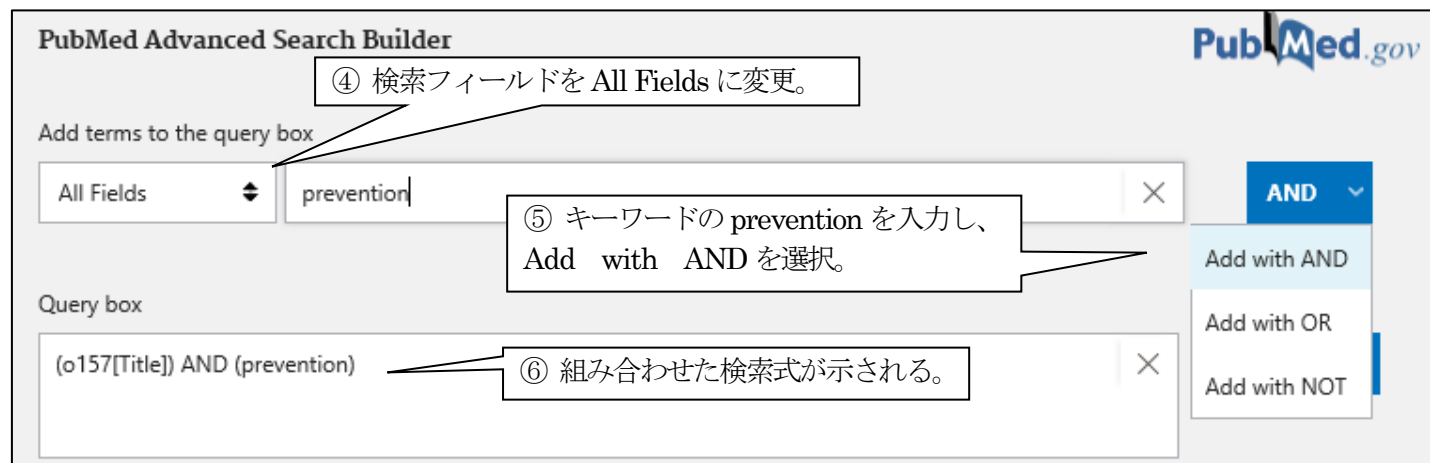 PubMed Advanced Search Builder
PubMed.gov
④ 検索フィールドを All Fields に変更。
Add terms to the query box
All Fields
prevention
AND
⑤ キーワードの prevention を入力し、
Add with AND を選択。
Add with AND
Add with OR
Add with NOT
Query box
(o157[Title]) AND (prevention)
⑥ 組み合わせた検索式が示される。